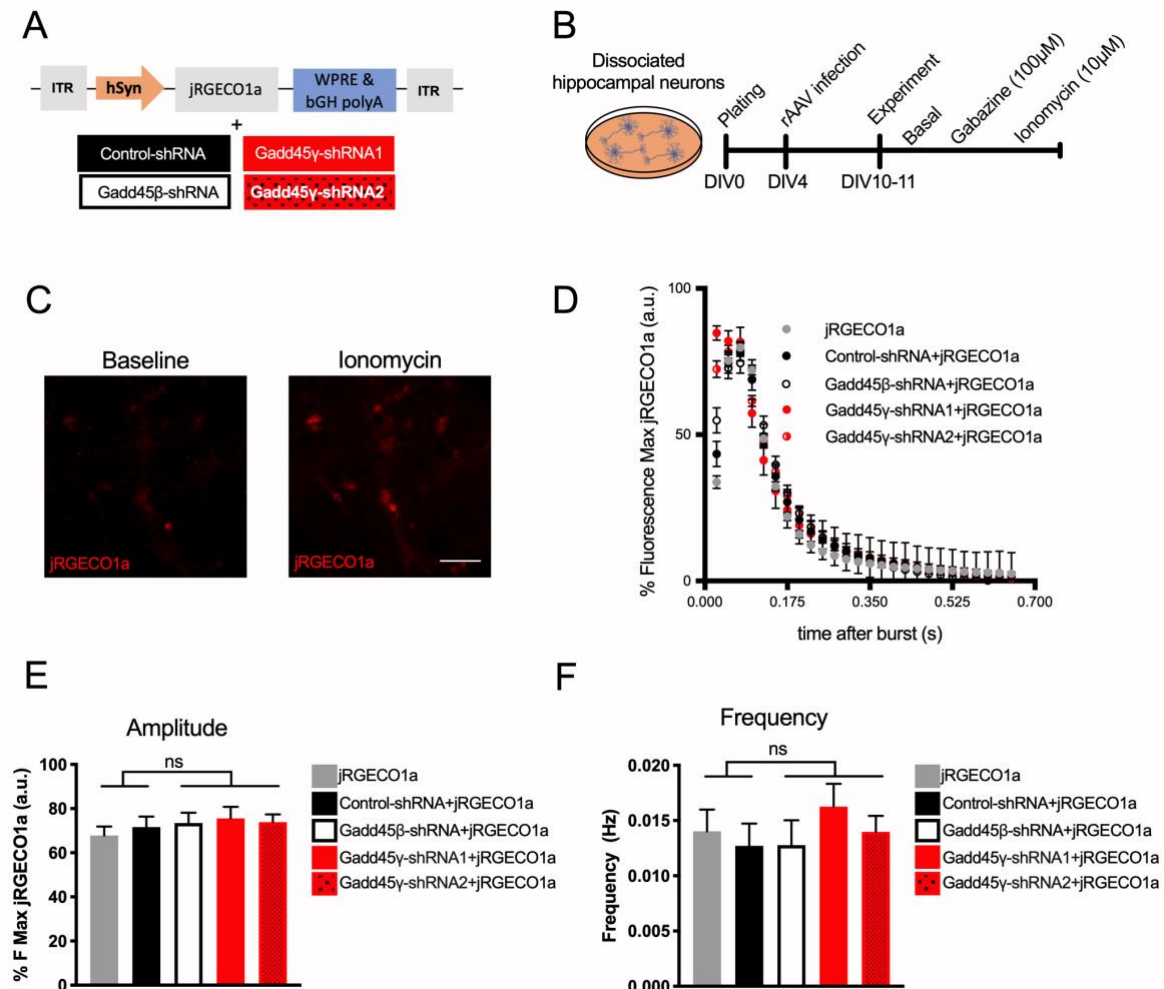 A
ITR
hSyn
jRGECO1a
WPRE &
bGH polyA
ITR
+
Control-shRNA
Gadd45γ-shRNA1
Gadd45β-shRNA
Gadd45γ-shRNA2
B
Dissociated
hippocampal neurons
Plating
rAAV infection
Experiment
Basal
Gabazine (100μM)
Ionomycin (10μM)
DIV0
DIV4
DIV10-11
C
Baseline
Ionomycin
jRGECO1a
jRGECO1a
D
% Fluorescence Max jRGECO1a (a.u.)
100
50
0
0.000
0.175
0.350
0.525
0.700
time after burst (s)
jRGECO1a
Control-shRNA+jRGECO1a
Gadd45β-shRNA+jRGECO1a
Gadd45γ-shRNA1+jRGECO1a
Gadd45γ-shRNA2+jRGECO1a
E
Amplitude
ns
% F Max jRGECO1a (a.u.)
100
80
60
40
20
0
jRGECO1a
Control-shRNA+jRGECO1a
Gadd45β-shRNA+jRGECO1a
Gadd45γ-shRNA1+jRGECO1a
Gadd45γ-shRNA2+jRGECO1a
F
Frequency
ns
Frequency (Hz)
0.020
0.015
0.010
0.005
0.000
jRGECO1a
Control-shRNA+jRGECO1a
Gadd45β-shRNA+jRGECO1a
Gadd45γ-shRNA1+jRGECO1a
Gadd45γ-shRNA2+jRGECO1a